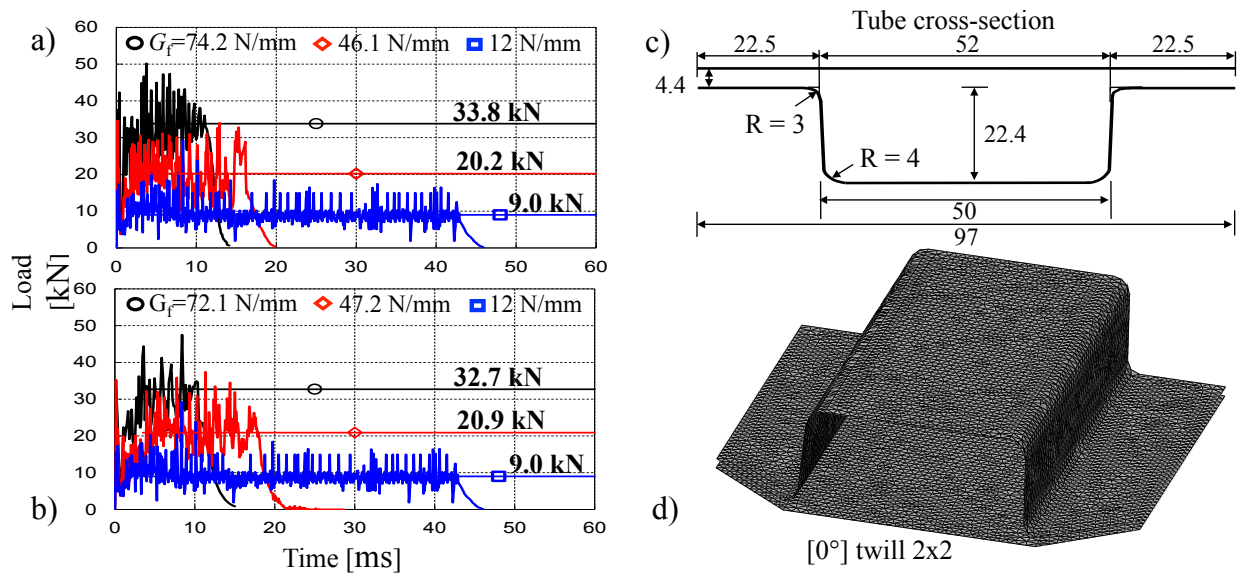 a)
60
50
40
30
20
10
0
G_f=74.2 N/mm 46.1 N/mm 12 N/mm
33.8 kN
20.2 kN
9.0 kN
0 10 20 30 40 50 60
Load
[kN]
b)
60
50
40
30
20
10
0
G_f=72.1 N/mm 47.2 N/mm 12 N/mm
32.7 kN
20.9 kN
9.0 kN
0 10 20 30 40 50 60
Time [ms]
c)
Tube cross-section
22.5 52 22.5
4.4
R = 3
22.4
R = 4
50
97
d)
[0°] twill 2x2